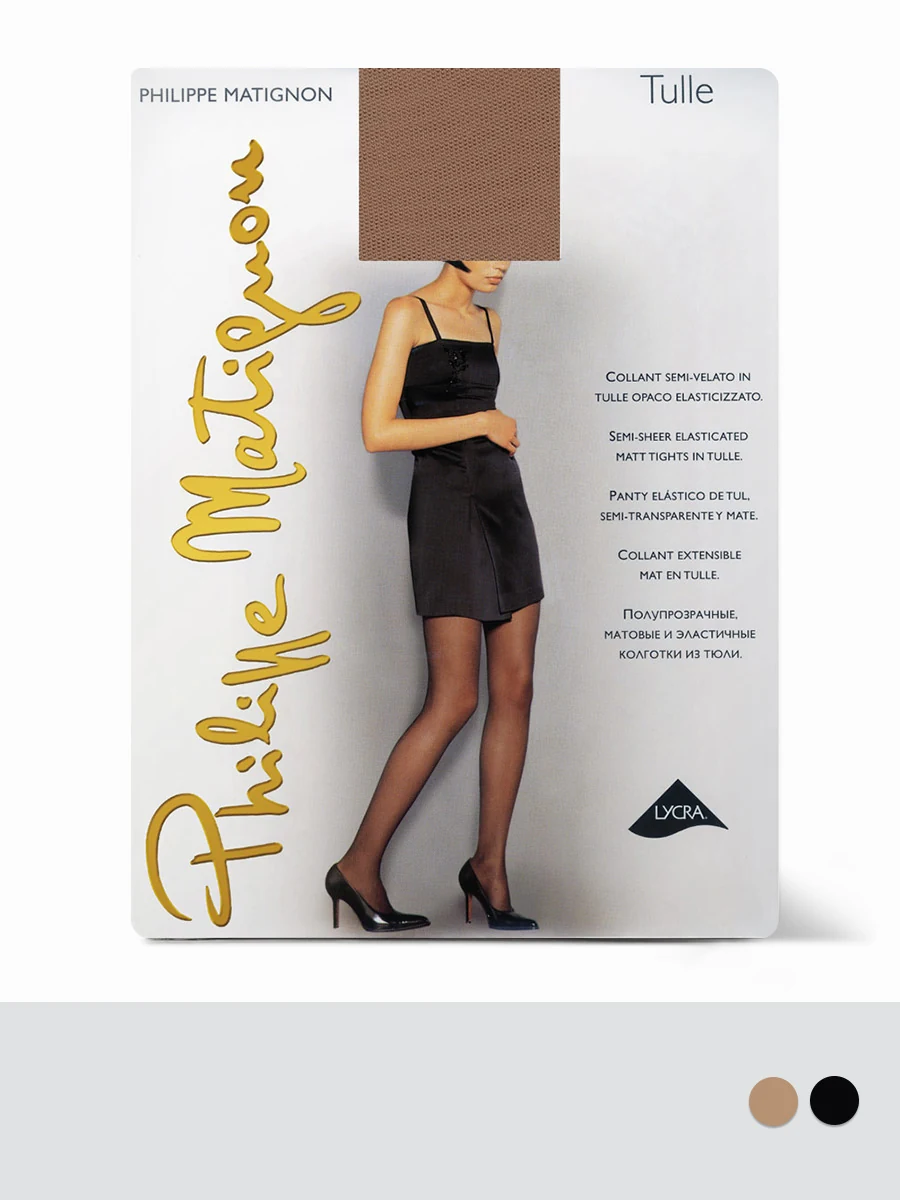 PHILIPPE MATIGNON
Tulle
Philippe Matignon
COLLANT SEMI-VELATO IN
TULLE OPACO ELASTICIZZATO.
SEMI-SHEER ELASTICATED
MATT TIGHTS IN TULLE.
PANTY ELÁSTICO DE TUL,
SEMI-TRANSPARENTE Y MATE.
COLLANT EXTENSIBLE
MAT EN TULLE.
ПОЛУПРОЗРАЧНЫЕ,
МАТОВЫЕ И ЭЛАСТИЧНЫЕ
КОЛГОТКИ ИЗ ТЮЛИ.
LYCRA®